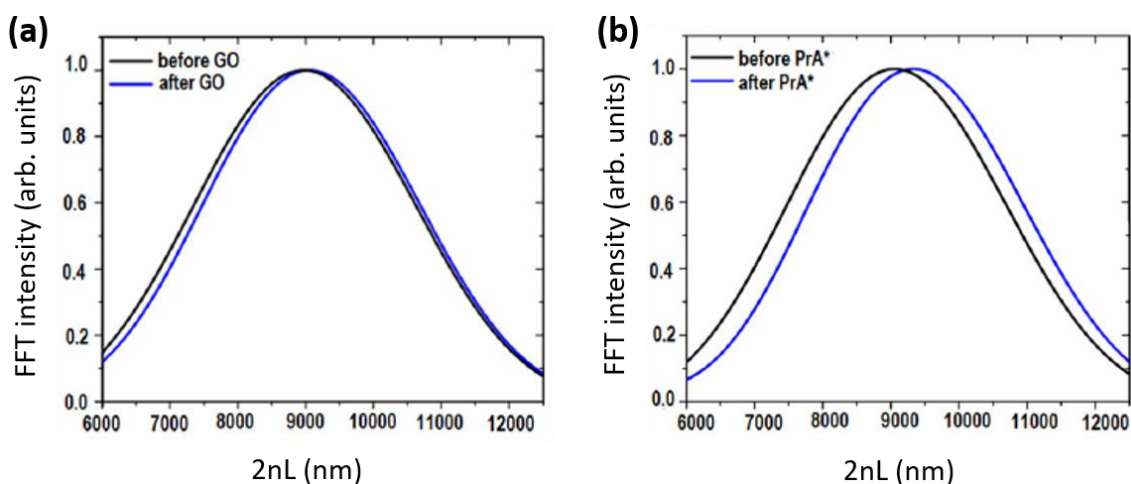 (a)
before GO
after GO
FFT intensity (arb. units)
1.0
0.8
0.6
0.4
0.2
0.0
6000 7000 8000 9000 10000 11000 12000
2nL (nm)
(b)
before PrA*
after PrA*
FFT intensity (arb. units)
1.0
0.8
0.6
0.4
0.2
0.0
6000 7000 8000 9000 10000 11000 12000
2nL (nm)